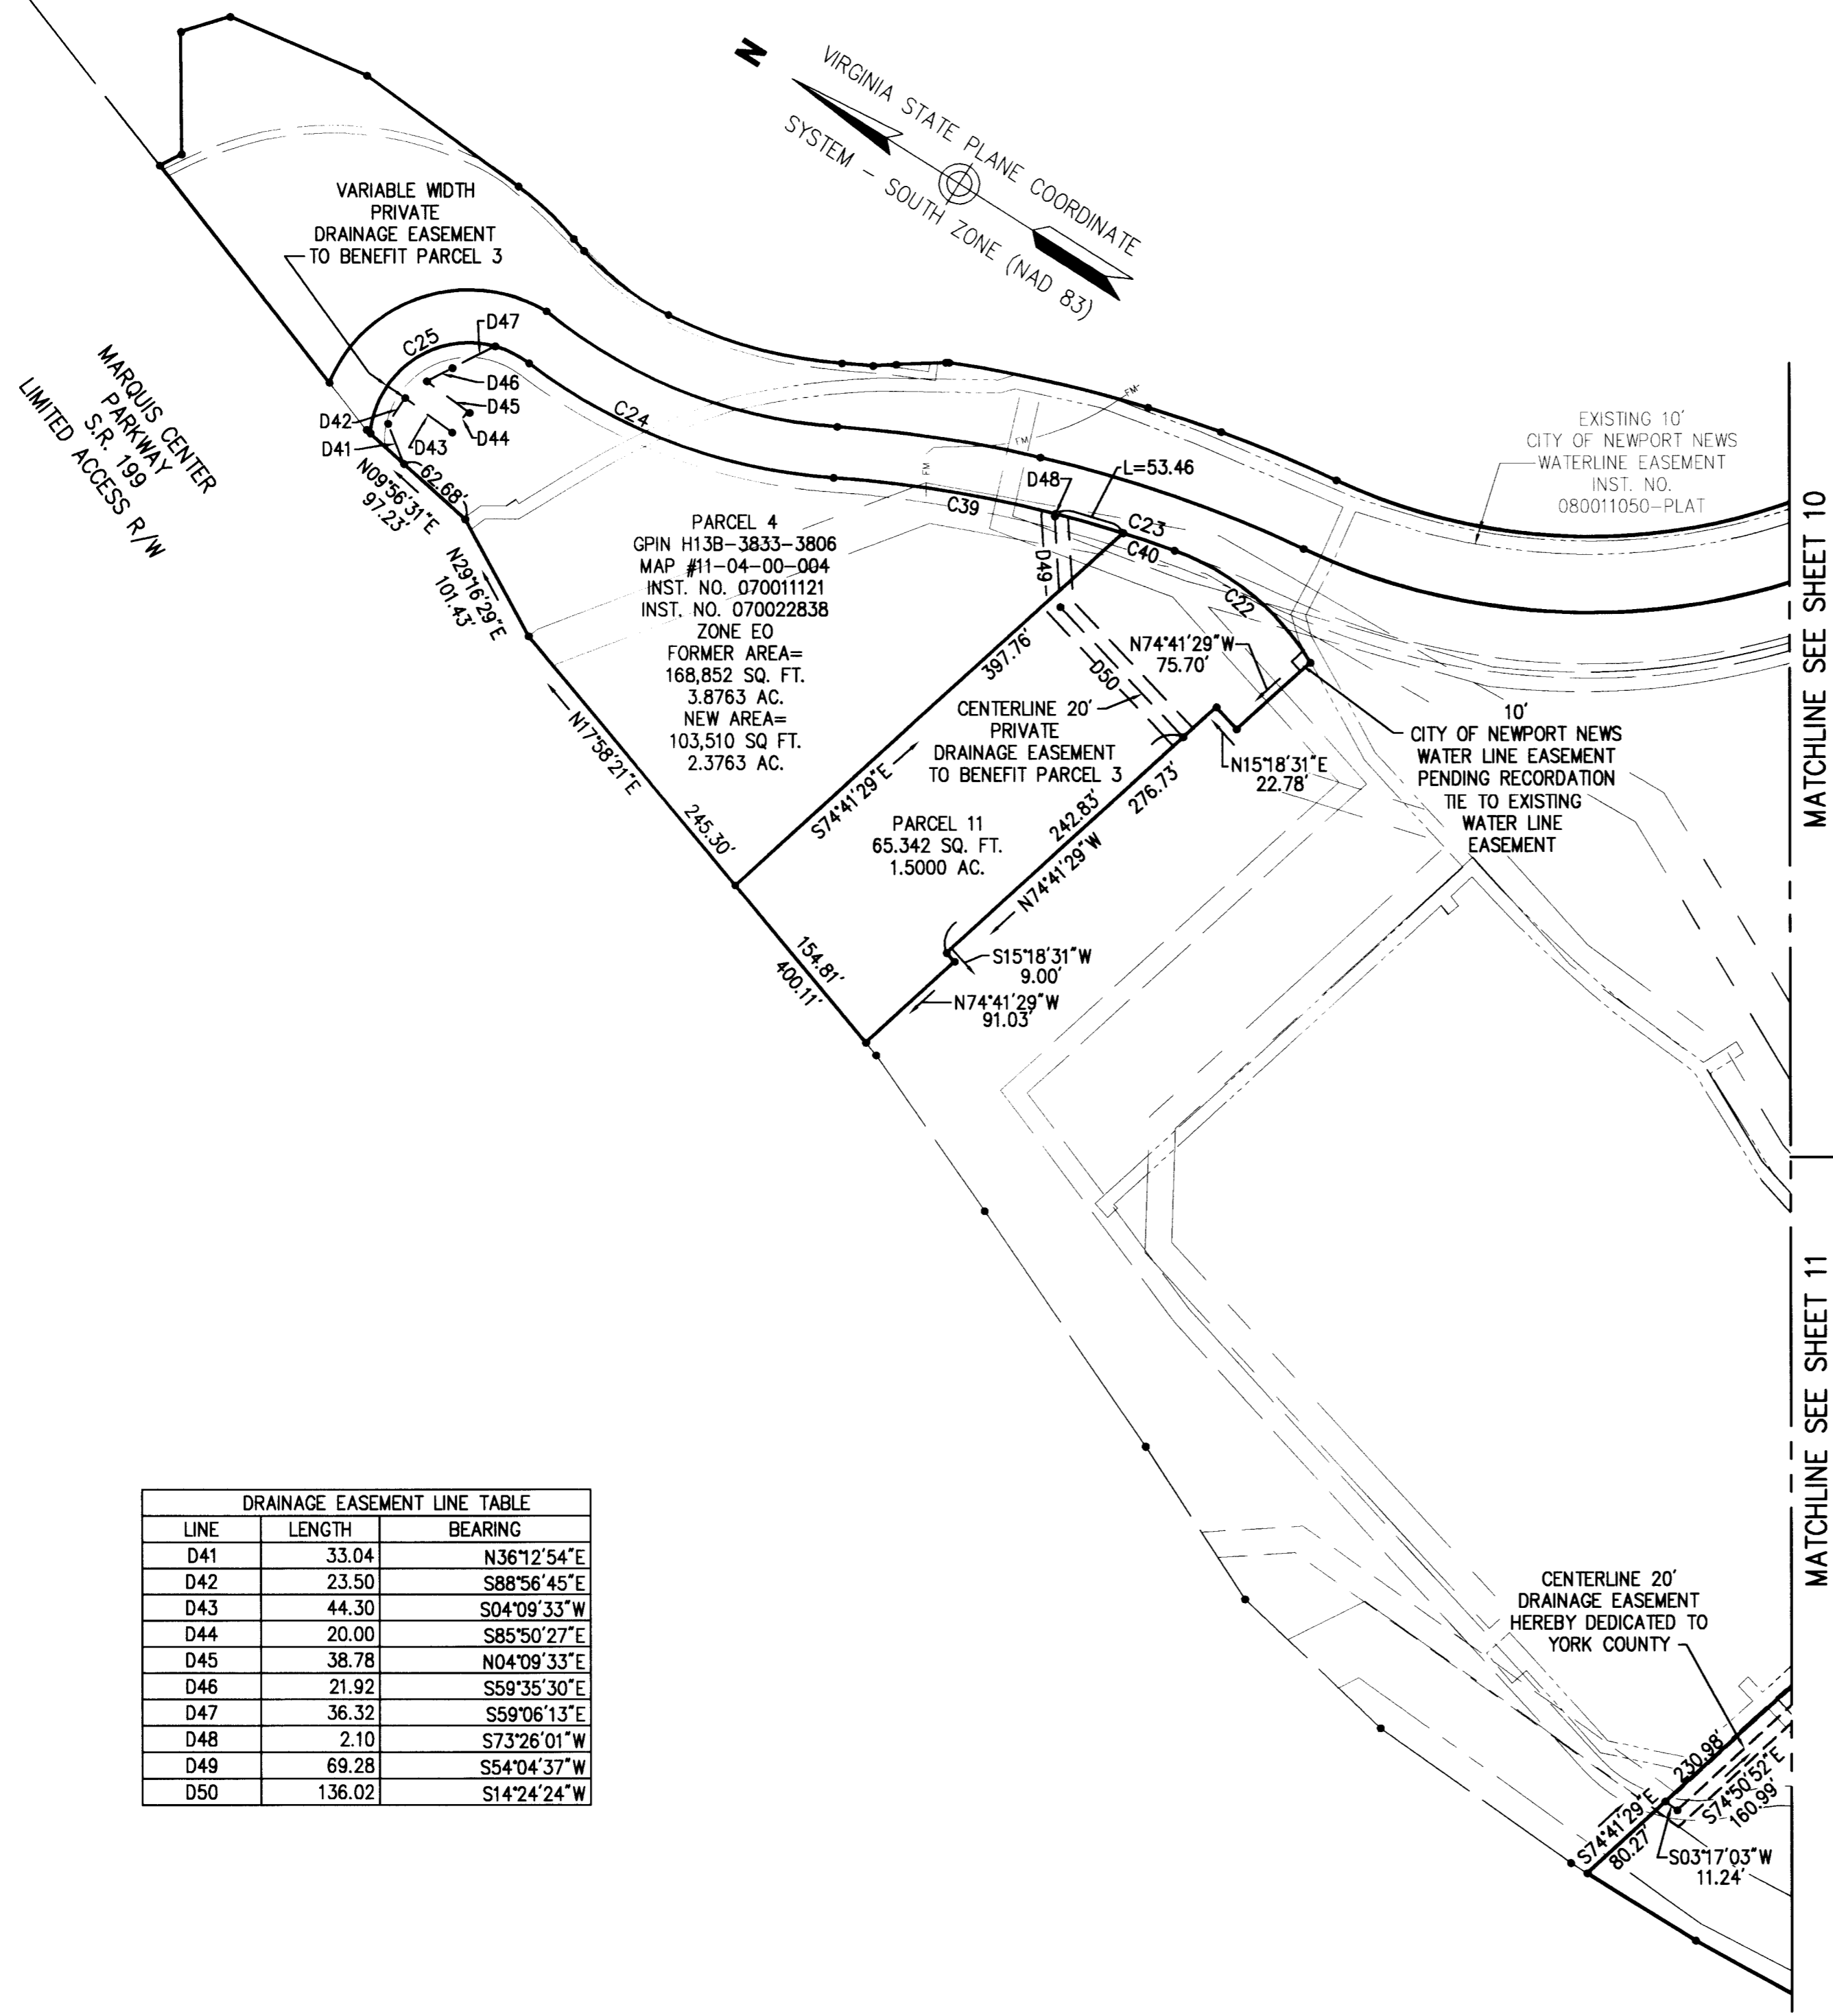 N
VIRGINIA STATE PLANE COORDINATE
SYSTEM - SOUTH ZONE (NAD 83)
VARIABLE WIDTH
PRIVATE
DRAINAGE EASEMENT
TO BENEFIT PARCEL 3
MARQUIS CENTER
PARKWAY
S.R. 199
LIMITED ACCESS R/W
C25
D47
D46
D45
D44
D43
D42
D41
C24
62.68'
N09°56'31"E
97.23'
N29°16'29"E
101.43'
FM
FM
FM
EXISTING 10'
CITY OF NEWPORT NEWS
WATERLINE EASEMENT
INST. NO.
080011050-PLAT
D48
L=53.46
C39
C23
C40
C22
D49
D50
PARCEL 4
GPIN H13B-3833-3806
MAP #11-04-00-004
INST. NO. 070011121
INST. NO. 070022838
ZONE EO
FORMER AREA=
168,852 SQ. FT.
3.8763 AC.
NEW AREA=
103,510 SQ FT.
2.3763 AC.
397.76'
S74°41'29"E
N74°41'29"W
75.70'
N15°18'31"E
22.78'
CENTERLINE 20'
PRIVATE
DRAINAGE EASEMENT
TO BENEFIT PARCEL 3
10'
CITY OF NEWPORT NEWS
WATER LINE EASEMENT
PENDING RECORDATION
TIE TO EXISTING
WATER LINE
EASEMENT
MATCHLINE SEE SHEET 10
N17°58'21"E
245.30'
PARCEL 11
65.342 SQ. FT.
1.5000 AC.
242.83'
276.73'
N74°41'29"W
154.81'
400.11'
S15°18'31"W
9.00'
N74°41'29"W
91.03'
MATCHLINE SEE SHEET 11
DRAINAGE EASEMENT LINE TABLE
LINE LENGTH BEARING
D41 33.04 N36°12'54"E
D42 23.50 S88°56'45"E
D43 44.30 S04°09'33"W
D44 20.00 S85°50'27"E
D45 38.78 N04°09'33"E
D46 21.92 S59°35'30"E
D47 36.32 S59°06'13"E
D48 2.10 S73°26'01"W
D49 69.28 S54°04'37"W
D50 136.02 S14°24'24"W
CENTERLINE 20'
DRAINAGE EASEMENT
HEREBY DEDICATED TO
YORK COUNTY
230.98'
S74°50'52"E
160.99'
S74°41'29"E
80.27'
S03°17'03"W
11.24'